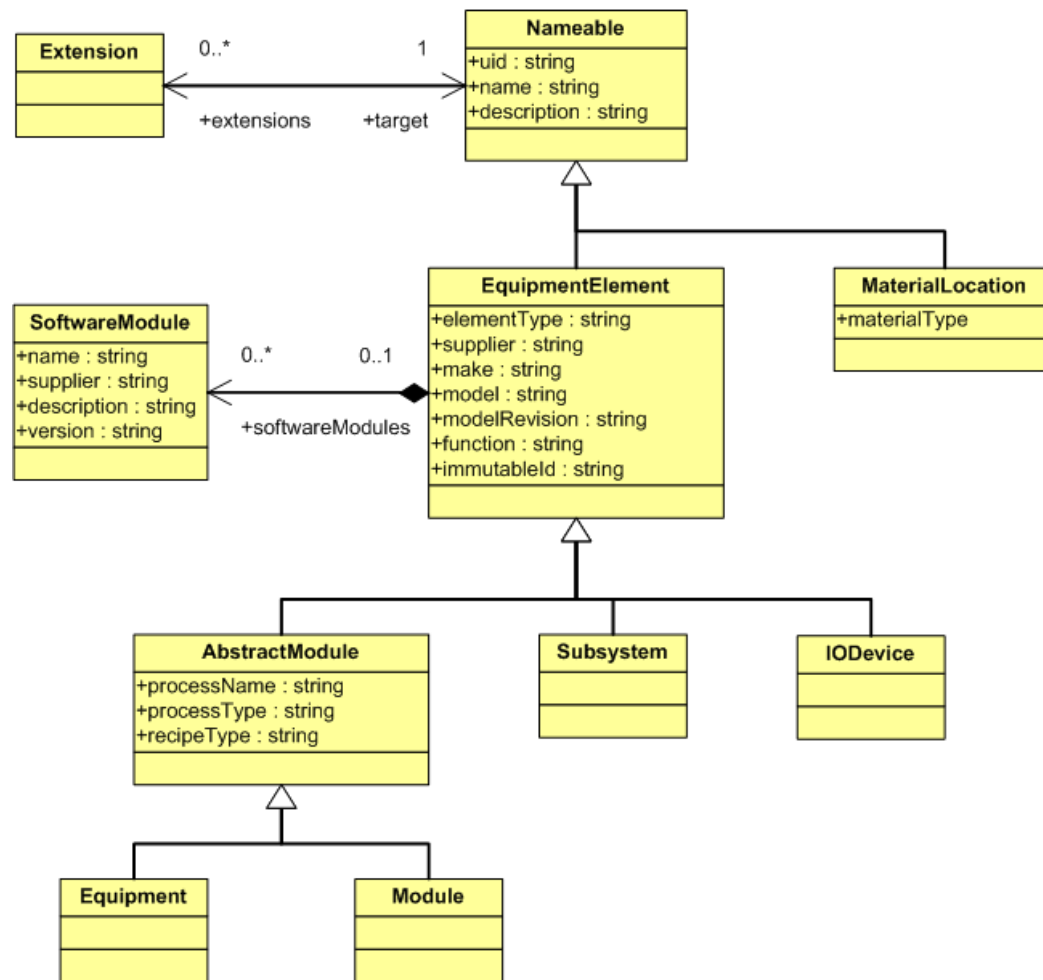 Nameable
+uid : string
+name : string
+description : string
Extension
0..*
1
+extensions
+target
EquipmentElement
+elementType : string
+supplier : string
+make : string
+model : string
+modelRevision : string
+function : string
+immutableId : string
MaterialLocation
+materialType
SoftwareModule
+name : string
+supplier : string
+description : string
+version : string
0..*
0..1
+softwareModules
AbstractModule
+processName : string
+processType : string
+recipeType : string
Subsystem
IODevice
Equipment
Module